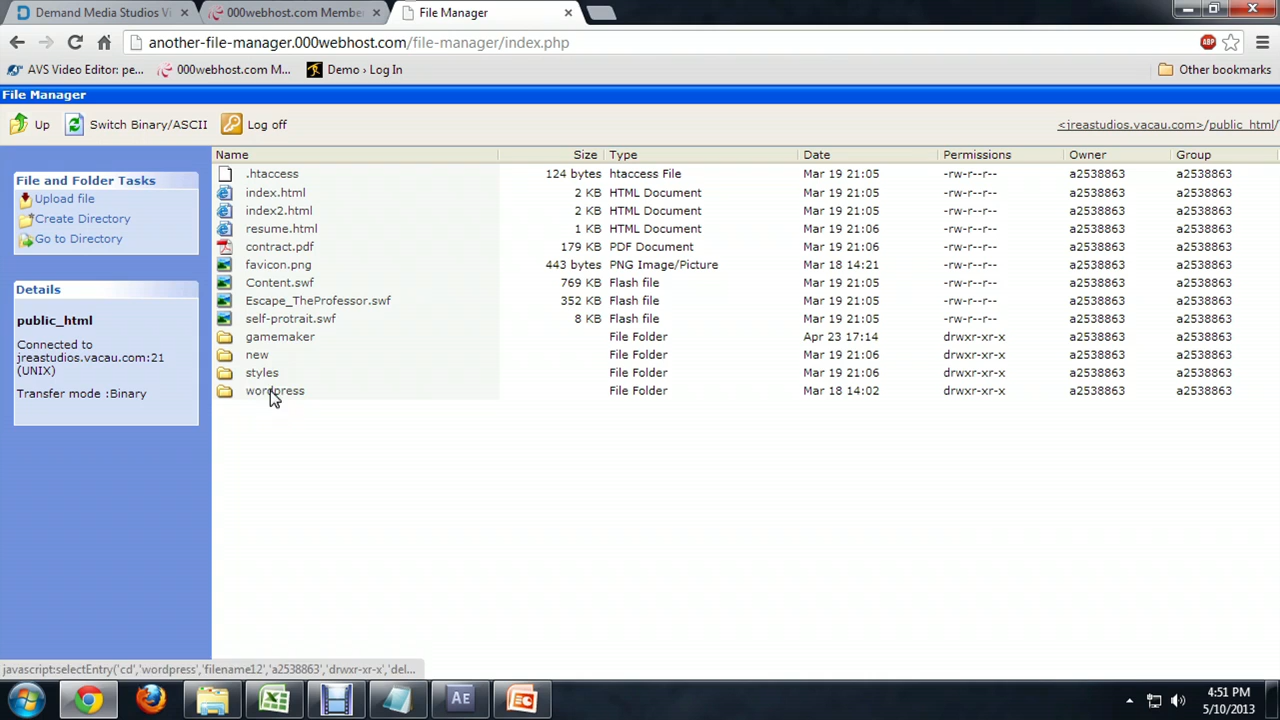 Demand Media Studios Vi
000webhost.com Member
File Manager
another-file-manager.000webhost.com/file-manager/index.php
ABP
AVS Video Editor: pe...
000webhost.com M...
Demo › Log In
Other bookmarks
File Manager
Up
Switch Binary/ASCII
Log off
<jreastudios.vacau.com>/public_html/
File and Folder Tasks
Upload file
Create Directory
Go to Directory
Details
public_html
Connected to
jreastudios.vacau.com:21
(UNIX)
Transfer mode :Binary
Name Size Type Date Permissions Owner Group
.htaccess 124 bytes htaccess File Mar 19 21:05 -rw-r--r-- a2538863 a2538863
index.html 2 KB HTML Document Mar 19 21:05 -rw-r--r-- a2538863 a2538863
index2.html 2 KB HTML Document Mar 19 21:05 -rw-r--r-- a2538863 a2538863
resume.html 1 KB HTML Document Mar 19 21:06 -rw-r--r-- a2538863 a2538863
contract.pdf 179 KB PDF Document Mar 19 21:06 -rw-r--r-- a2538863 a2538863
favicon.png 443 bytes PNG Image/Picture Mar 18 14:21 -rw-r--r-- a2538863 a2538863
Content.swf 769 KB Flash file Mar 19 21:05 -rw-r--r-- a2538863 a2538863
Escape_TheProfessor.swf 352 KB Flash file Mar 19 21:05 -rw-r--r-- a2538863 a2538863
self-protrait.swf 8 KB Flash file Mar 19 21:05 -rw-r--r-- a2538863 a2538863
gamemaker File Folder Apr 23 17:14 drwxr-xr-x a2538863 a2538863
new File Folder Mar 19 21:06 drwxr-xr-x a2538863 a2538863
styles File Folder Mar 19 21:06 drwxr-xr-x a2538863 a2538863
wordpress File Folder Mar 18 14:02 drwxr-xr-x a2538863 a2538863
javascript:selectEntry('cd','wordpress','filename12','a2538863','drwxr-xr-x','del...
AE
4:51 PM
5/10/2013